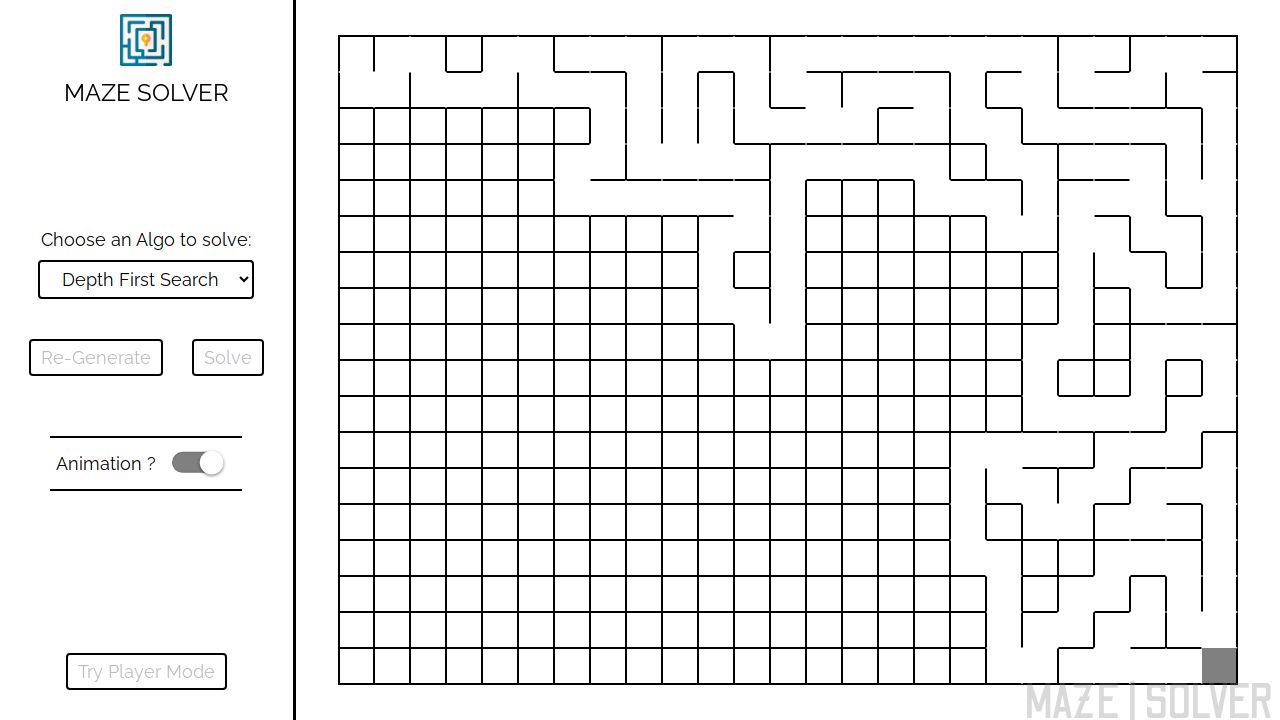 MAZE SOLVER
Choose an Algo to solve:
Depth First Search
Re-Generate
Solve
Animation ?
Try Player Mode
MAZE | SOLVER